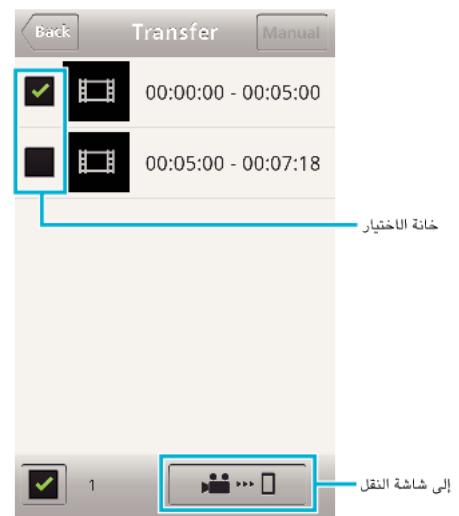 Back Transfer Manual
00:00:00 - 00:05:00
00:05:00 - 00:07:18
خانة الاختيار
1
إلى شاشة النقل